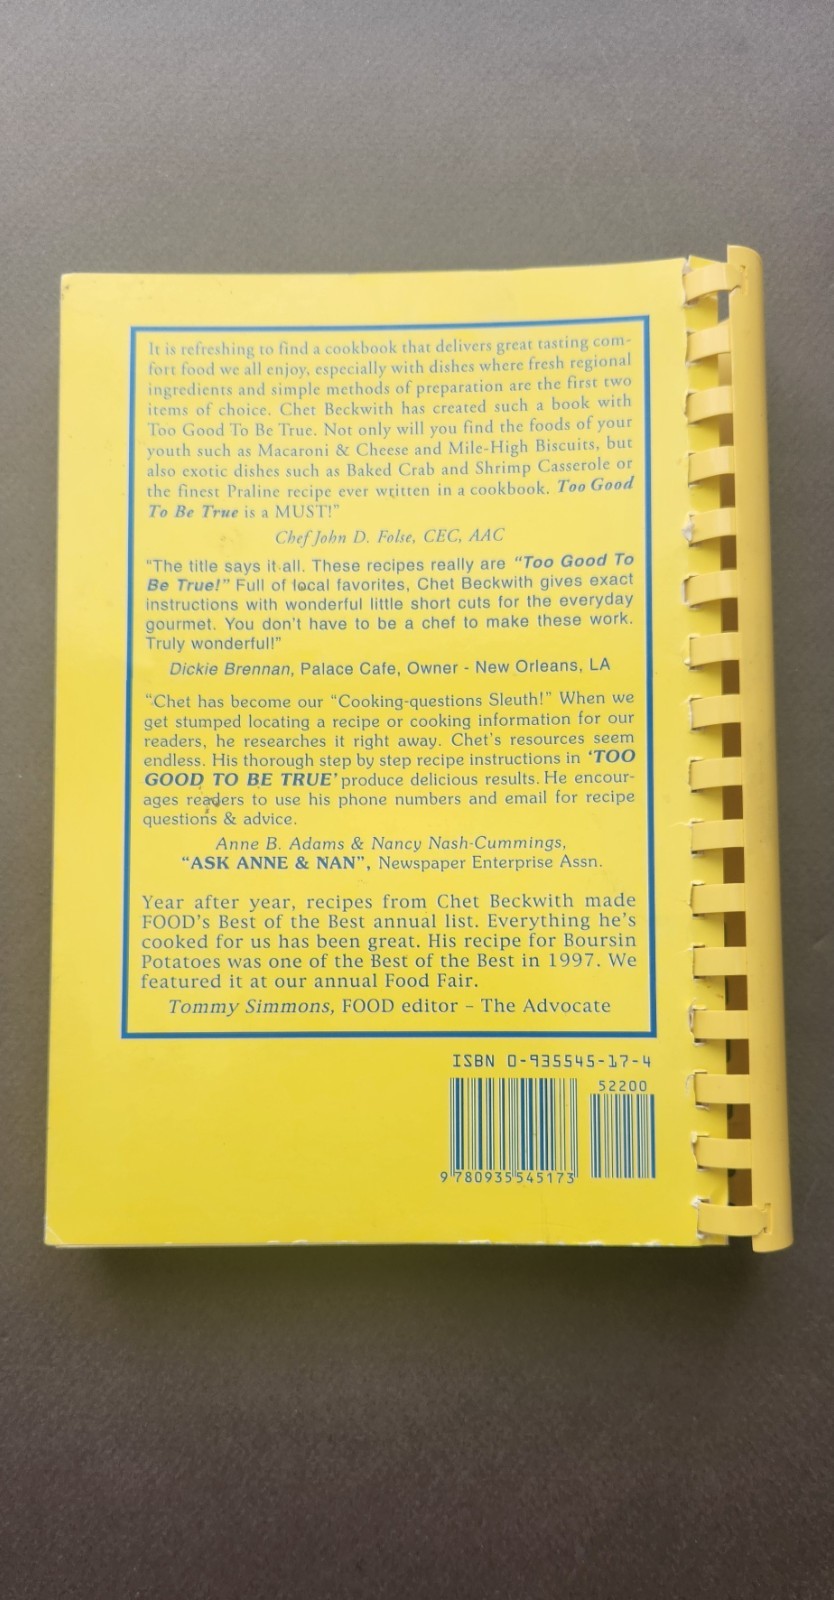 It is refreshing to find a cookbook that delivers great tasting com-
fort food we all enjoy, especially with dishes where fresh regional
ingredients and simple methods of preparation are the first two
items of choice. Chet Beckwith has created such a book with
Too Good To Be True. Not only will you find the foods of your
youth such as Macaroni & Cheese and Mile-High Biscuits, but
also exotic dishes such as Baked Crab and Shrimp Casserole or
the finest Praline recipe ever written in a cookbook. Too Good
To Be True is a MUST!"
Chef John D. Folse, CEC, AAC
"The title says it all. These recipes really are "Too Good To
Be True!" Full of local favorites, Chet Beckwith gives exact
instructions with wonderful little short cuts for the everyday
gourmet. You don't have to be a chef to make these work.
Truly wonderful!"
Dickie Brennan, Palace Cafe, Owner - New Orleans, LA
"Chet has become our "Cooking-questions Sleuth!" When we
get stumped locating a recipe or cooking information for our
readers, he researches it right away. Chet's resources seem
endless. His thorough step by step recipe instructions in 'TOO
GOOD TO BE TRUE' produce delicious results. He encour-
ages readers to use his phone numbers and email for recipe
questions & advice.
Anne B. Adams & Nancy Nash-Cummings,
"ASK ANNE & NAN", Newspaper Enterprise Assn.
Year after year, recipes from Chet Beckwith made
FOOD's Best of the Best annual list. Everything he's
cooked for us has been great. His recipe for Boursin
Potatoes was one of the Best of the Best in 1997. We
featured it at our annual Food Fair.
Tommy Simmons, FOOD editor – The Advocate
ISBN 0-935545-17-4
52200
9 780935 545173